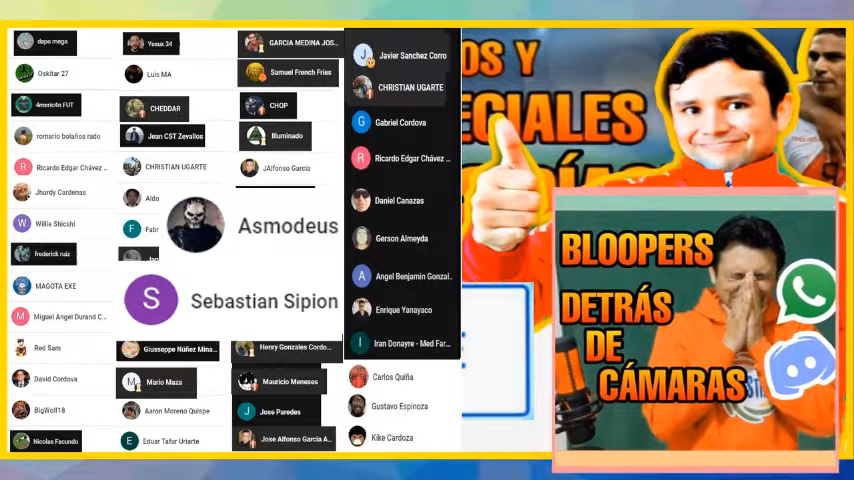 dapo mega
Oskitar 27
4meric4n FUT
romario bolaños rado
Ricardo Edgar Chávez ...
Jhordy Cardenas
Willie Shicshi
frederick ruiz
MAGOTA EXE
Miguel Angel Durand C...
Red Sam
David Cordova
BigWolf18
Nicolas Facundo
Yexux 34
Luis MA
CHEDDAR
Jean CST Zevallos
CHRISTIAN UGARTE
Aldo
Fabr
Asmodeus
S
Sebastian Sipion
Giusseppe Núñez Mina...
M
Mario Maza
Aaron Moreno Quispe
E
Eduar Tafur Uriarte
GARCIA MEDINA JOS...
Samuel French Fries
CHOP
Illuminado
JAlfonso Garcia
Henry Gonzales Cordo...
Mauricio Meneses
J
Jose Paredes
Jose Alfonso Garcia A...
J
Javier Sanchez Corro
CHRISTIAN UGARTE
G
Gabriel Cordova
R
Ricardo Edgar Chávez ...
Daniel Canazas
Gerson Almeyda
A
Angel Benjamin Gonzal..
Enrique Yanayaco
I
Iran Donayre - Med Far...
Carlos Quiña
Gustavo Espinoza
Kike Cardoza
OS Y
ECIALES
BLOOPERS
DETRÁS
DE
CÁMARAS